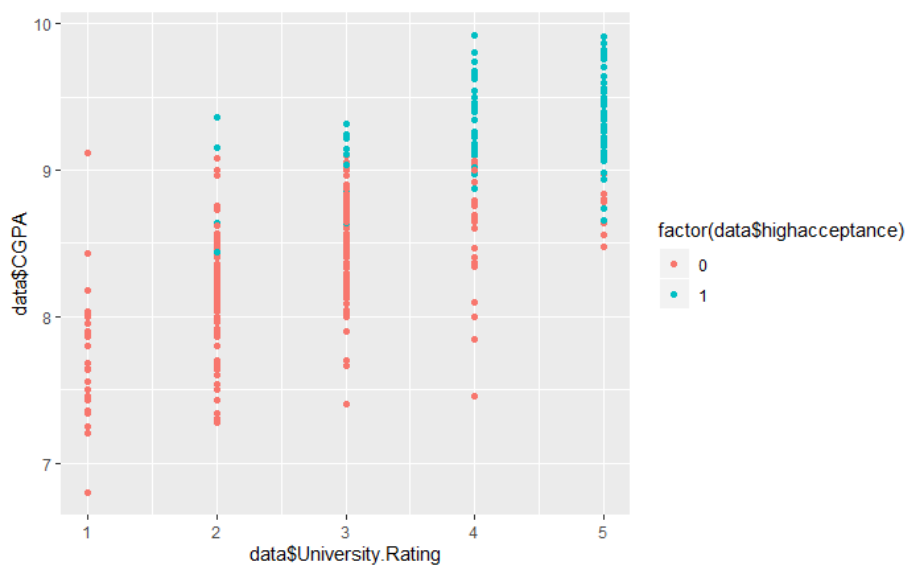 10
9
8
7
data$CGPA
1 2 3 4 5
data$University.Rating
factor(data$highacceptance)
0
1